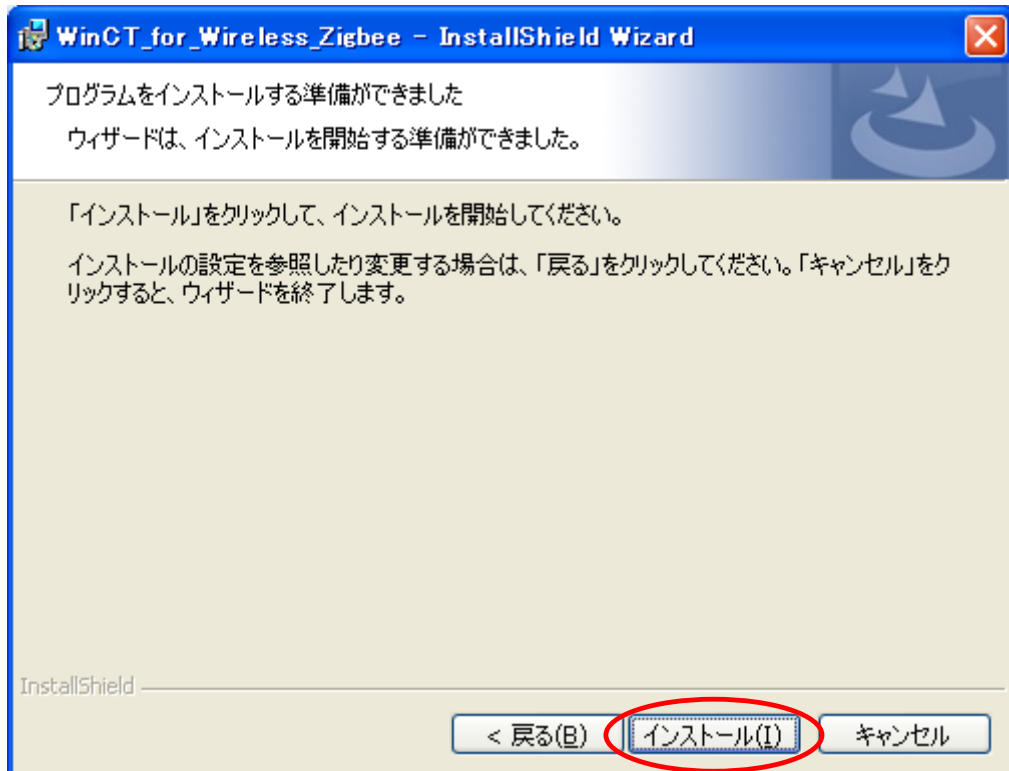 WinCT_for_Wireless_Zigbee - InstallShield Wizard
プログラムをインストールする準備ができました
ウィザードは、インストールを開始する準備ができました。
「インストール」をクリックして、インストールを開始してください。
インストールの設定を参照したり変更する場合は、「戻る」をクリックしてください。「キャンセル」をク
リックすると、ウィザードを終了します。
InstallShield
< 戻る(B) インストール(I) キャンセル